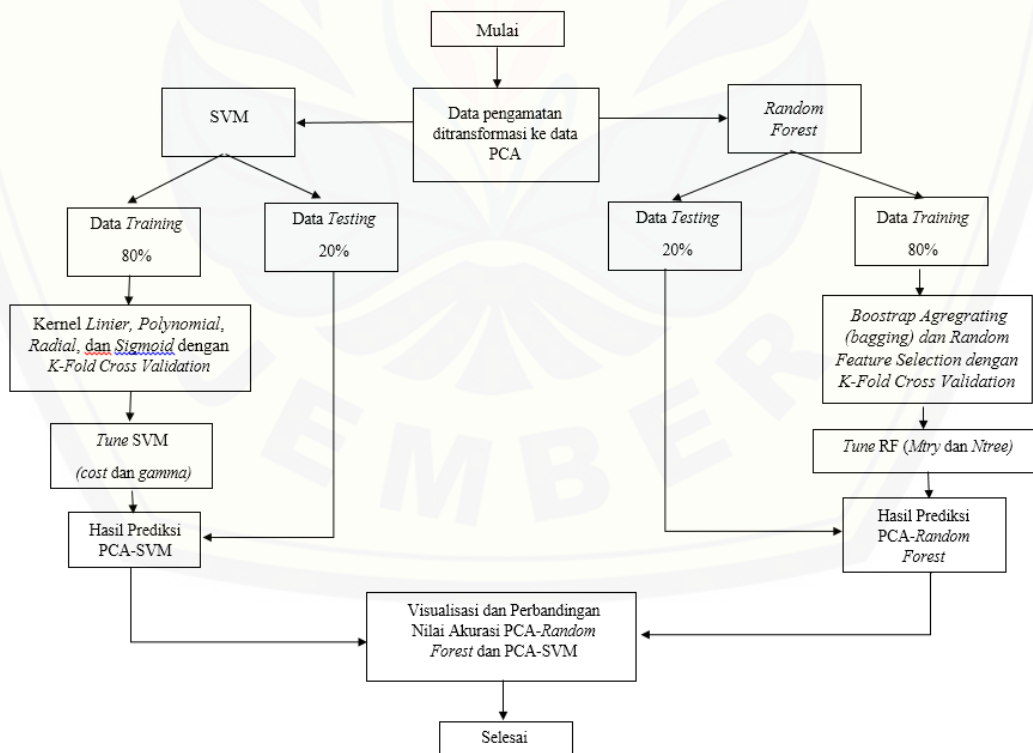 Mulai
SVM
Data pengamatan
ditransformasi ke data
PCA
Random
Forest
Data Training
80%
Data Testing
20%
Data Testing
20%
Data Training
80%
Kernel Linier, Polynomial,
Radial, dan Sigmoid dengan
K-Fold Cross Validation
Boostrap Agregrating
(bagging) dan Random
Feature Selection dengan
K-Fold Cross Validation
Tune SVM
(cost dan gamma)
Tune RF (Mtry dan Ntree)
Hasil Prediksi
PCA-SVM
Hasil Prediksi
PCA-Random
Forest
Visualisasi dan Perbandingan
Nilai Akurasi PCA-Random
Forest dan PCA-SVM
Selesai
JEMBER